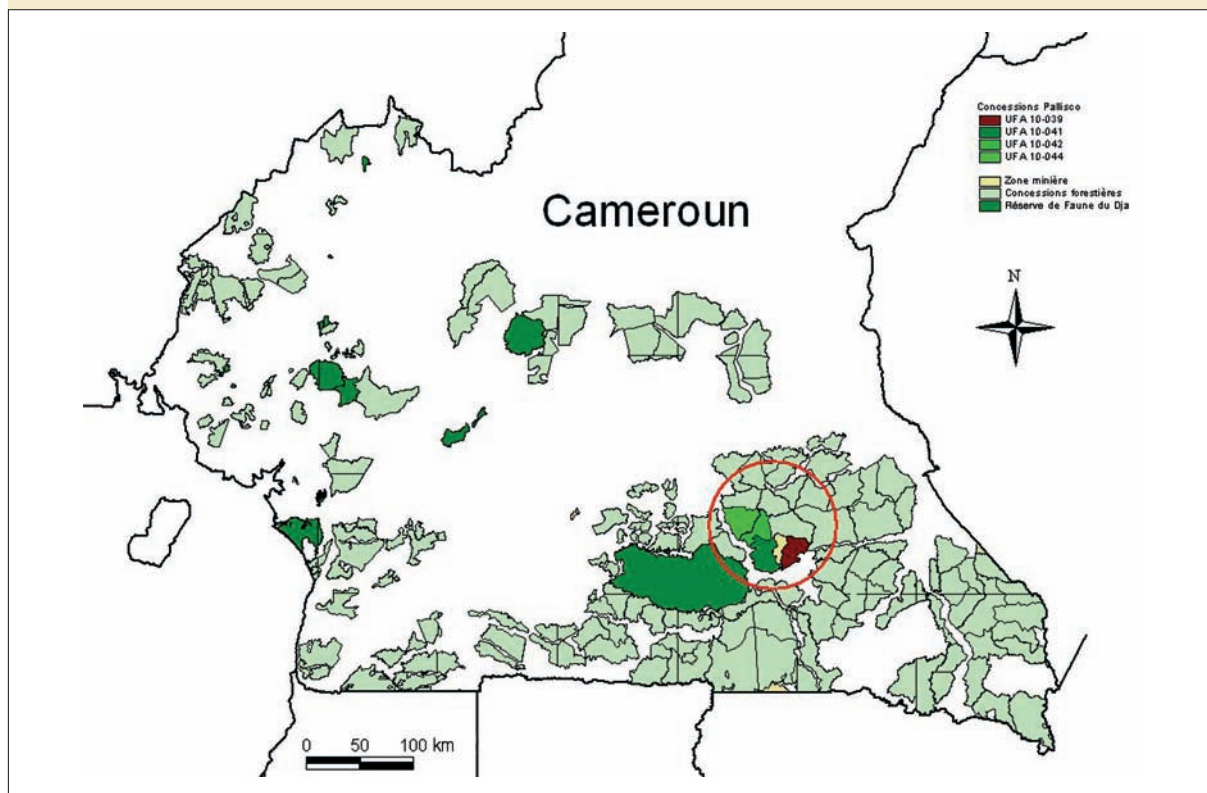 Concessions Pallisco
UFA 10-039
UFA 10-041
UFA 10-042
UFA 10-044
Zone minière
Concessions forestières
Réserve de Faune du Dja
Cameroun
N
0 50 100 km